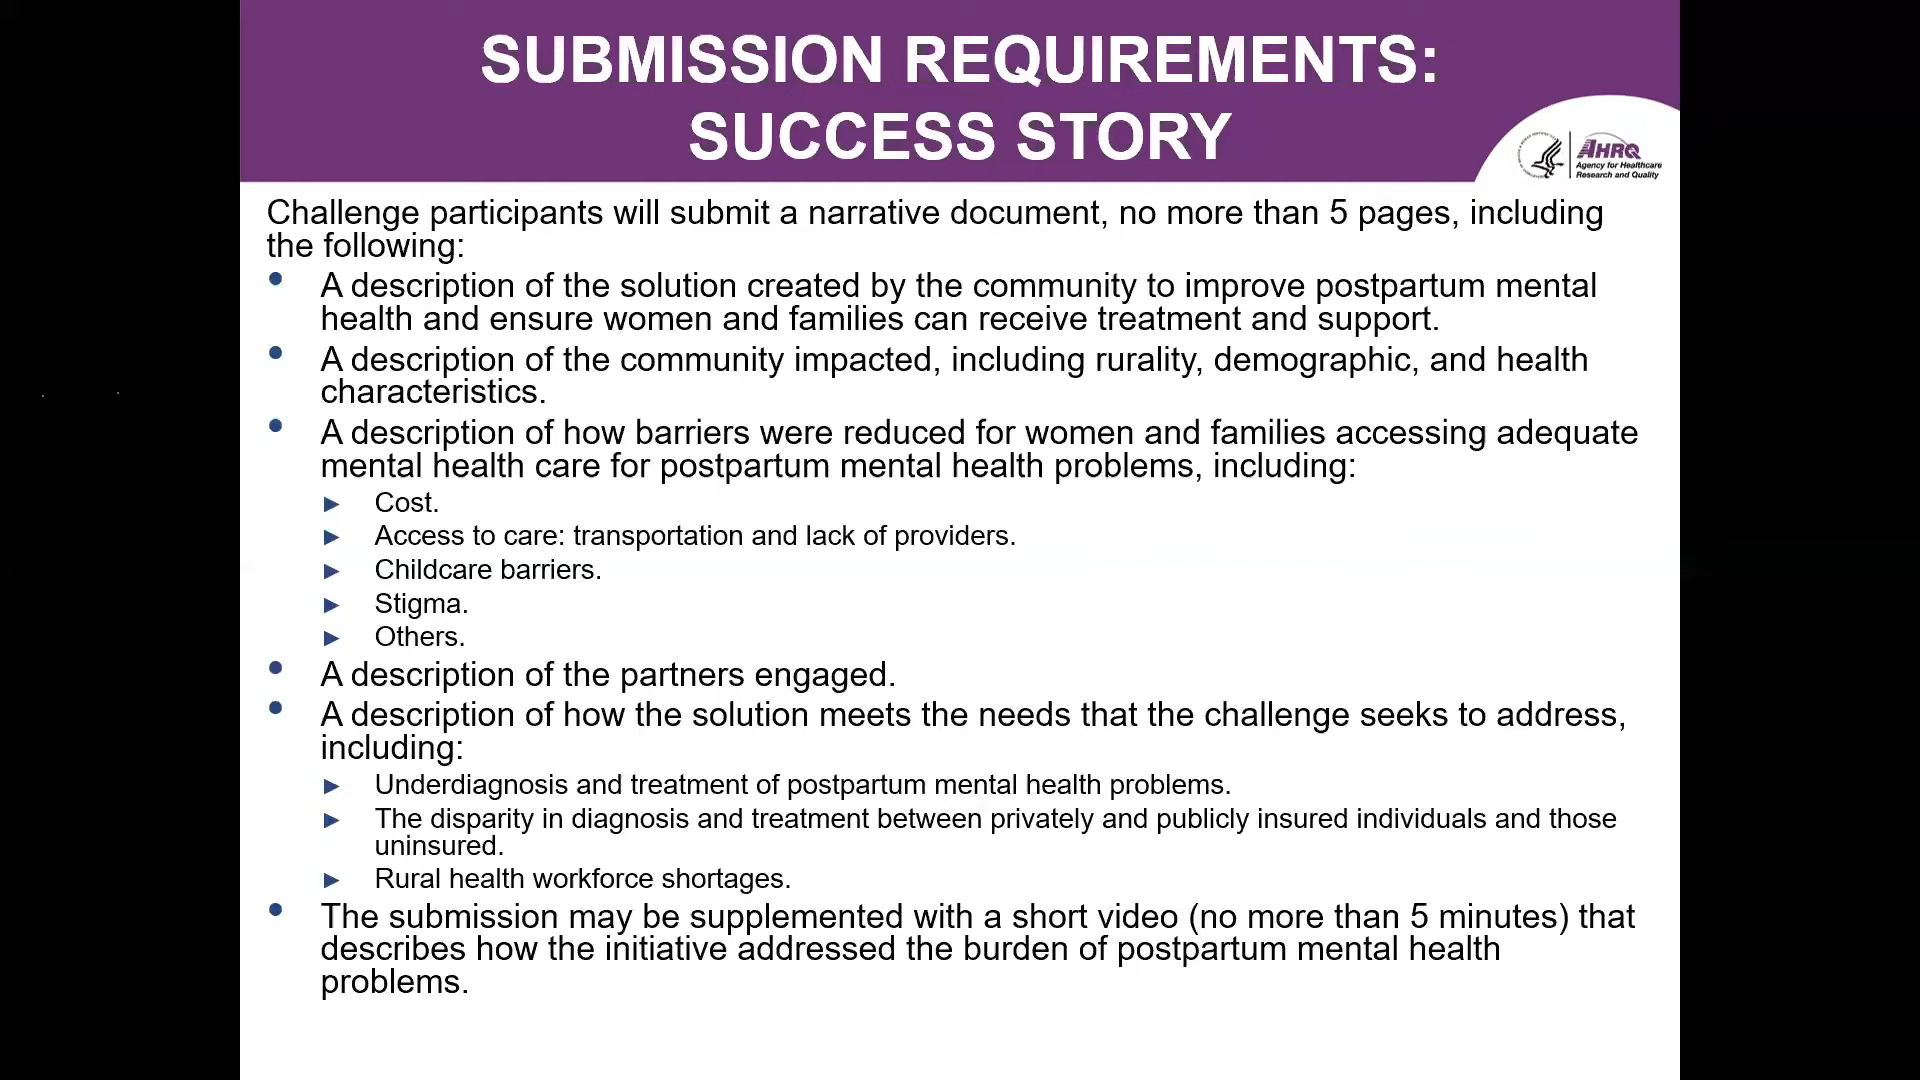 SUBMISSION REQUIREMENTS:
SUCCESS STORY
AHRQ
Agency for Healthcare
Research and Quality
Challenge participants will submit a narrative document, no more than 5 pages, including
the following:
• A description of the solution created by the community to improve postpartum mental
health and ensure women and families can receive treatment and support.
• A description of the community impacted, including rurality, demographic, and health
characteristics.
• A description of how barriers were reduced for women and families accessing adequate
mental health care for postpartum mental health problems, including:
► Cost.
► Access to care: transportation and lack of providers.
► Childcare barriers.
► Stigma.
► Others.
• A description of the partners engaged.
• A description of how the solution meets the needs that the challenge seeks to address,
including:
► Underdiagnosis and treatment of postpartum mental health problems.
► The disparity in diagnosis and treatment between privately and publicly insured individuals and those
uninsured.
► Rural health workforce shortages.
• The submission may be supplemented with a short video (no more than 5 minutes) that
describes how the initiative addressed the burden of postpartum mental health
problems.